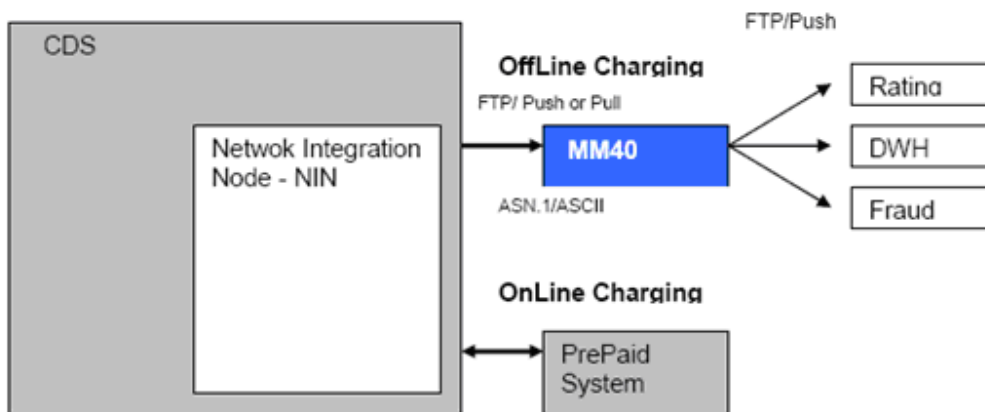 FTP/Push
CDS
OffLine Charging
FTP/ Push or Pull
Rating
Netwok Integration
Node - NIN
MM40
DWH
ASN.1/ASCII
Fraud
OnLine Charging
PrePaid
System